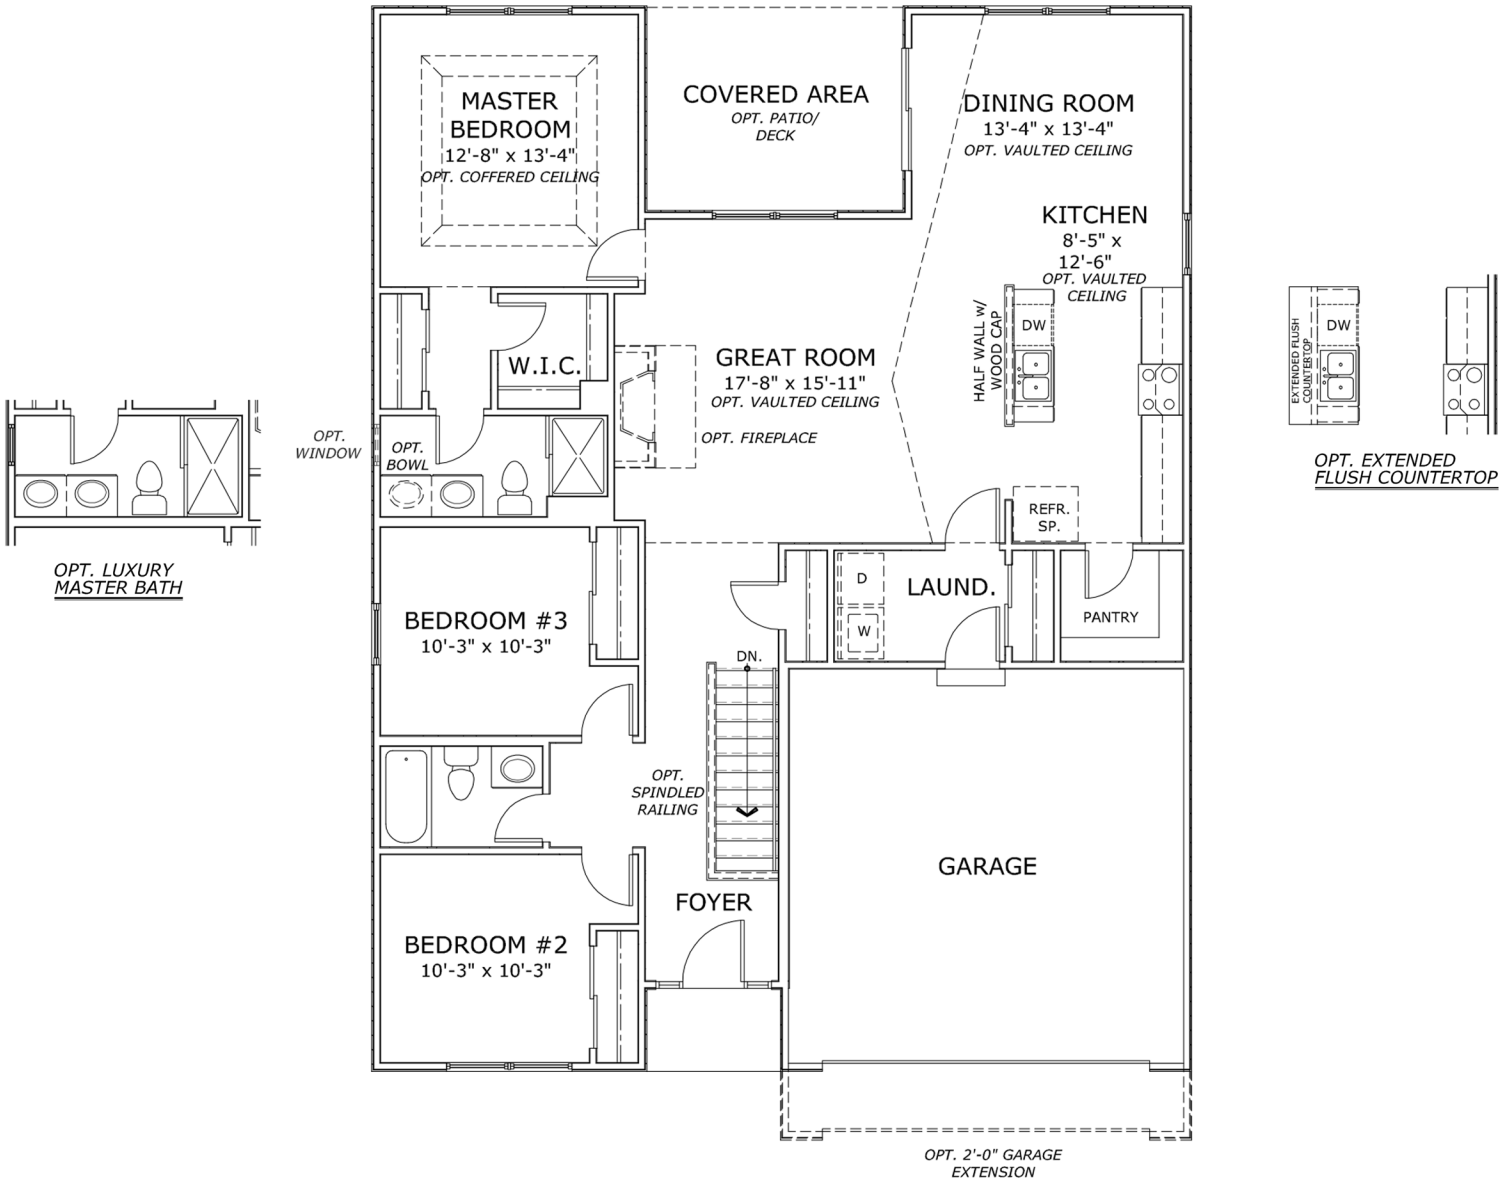 MASTER
BEDROOM
12'-8" x 13'-4"
OPT. COFFERED CEILING
COVERED AREA
OPT. PATIO/
DECK
DINING ROOM
13'-4" x 13'-4"
OPT. VAULTED CEILING
KITCHEN
8'-5" x
12'-6"
OPT. VAULTED
CEILING
HALF WALL w/
WOOD CAP
DW
W.I.C.
GREAT ROOM
17'-8" x 15'-11"
OPT. VAULTED CEILING
OPT. FIREPLACE
EXTENDED FLUSH
COUNTERTOP
DW
OPT. EXTENDED
FLUSH COUNTERTOP
OPT.
WINDOW
OPT.
BOWL
REFR.
SP.
OPT. LUXURY
MASTER BATH
BEDROOM #3
10'-3" x 10'-3"
D
W
LAUND.
PANTRY
DN.
OPT.
SPINDLED
RAILING
GARAGE
FOYER
BEDROOM #2
10'-3" x 10'-3"
OPT. 2'-0" GARAGE
EXTENSION